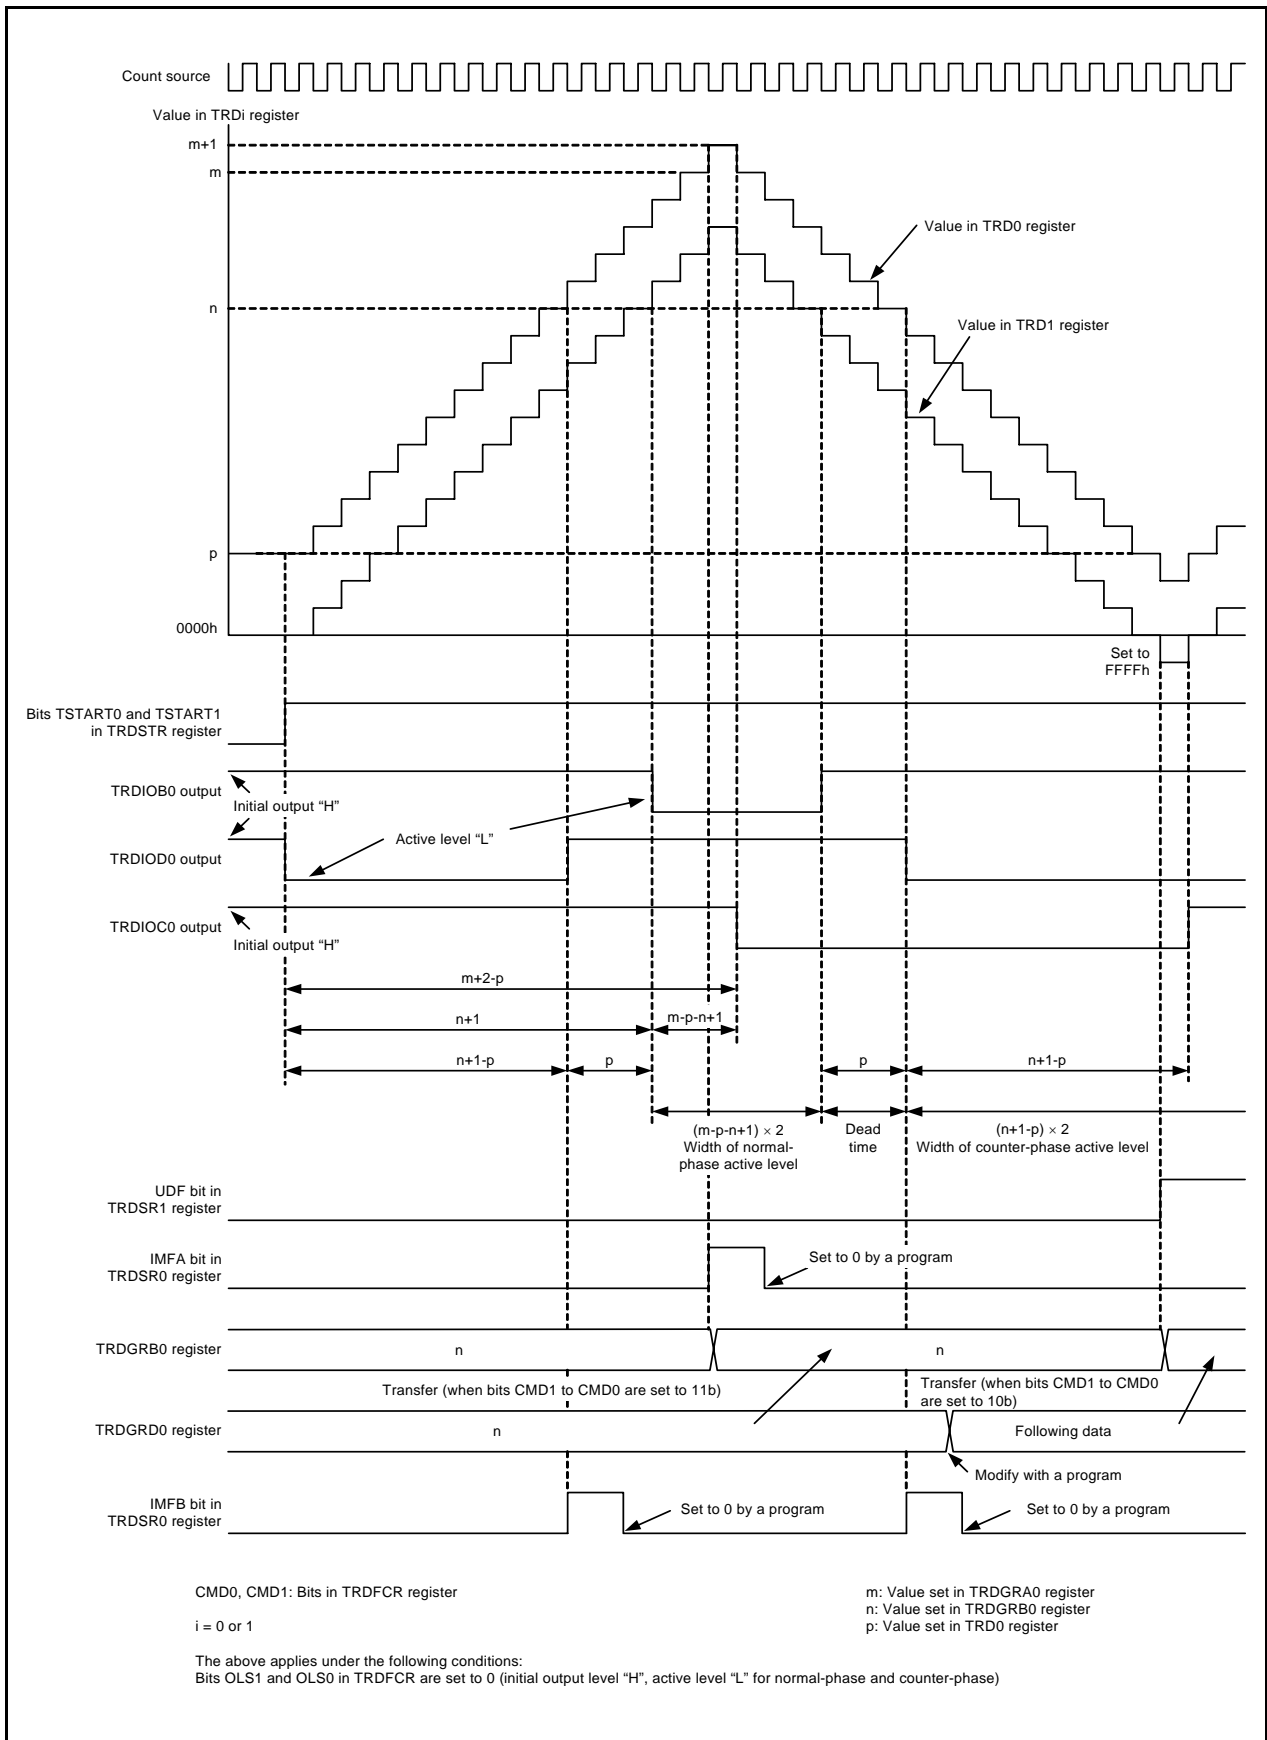 Count source
Value in TRDi register
m+1
m
Value in TRD0 register
n
Value in TRD1 register
p
0000h
Set to
FFFFh
Bits TSTART0 and TSTART1
in TRDSTR register
TRDIOB0 output
Initial output “H”
Active level “L”
TRDIOD0 output
TRDIOC0 output
Initial output “H”
m+2-p
n+1
m-p-n+1
n+1-p
p
p
n+1-p
(m-p-n+1) × 2
Width of normal-
phase active level
Dead
time
(n+1-p) × 2
Width of counter-phase active level
UDF bit in
TRDSR1 register
IMFA bit in
TRDSR0 register
Set to 0 by a program
TRDGRB0 register
n
n
Transfer (when bits CMD1 to CMD0 are set to 11b)
Transfer (when bits CMD1 to CMD0
are set to 10b)
TRDGRD0 register
n
Following data
Modify with a program
IMFB bit in
TRDSR0 register
Set to 0 by a program
Set to 0 by a program
CMD0, CMD1: Bits in TRDFCR register
i = 0 or 1
m: Value set in TRDGRA0 register
n: Value set in TRDGRB0 register
p: Value set in TRD0 register
The above applies under the following conditions:
Bits OLS1 and OLS0 in TRDFCR are set to 0 (initial output level “H”, active level “L” for normal-phase and counter-phase)